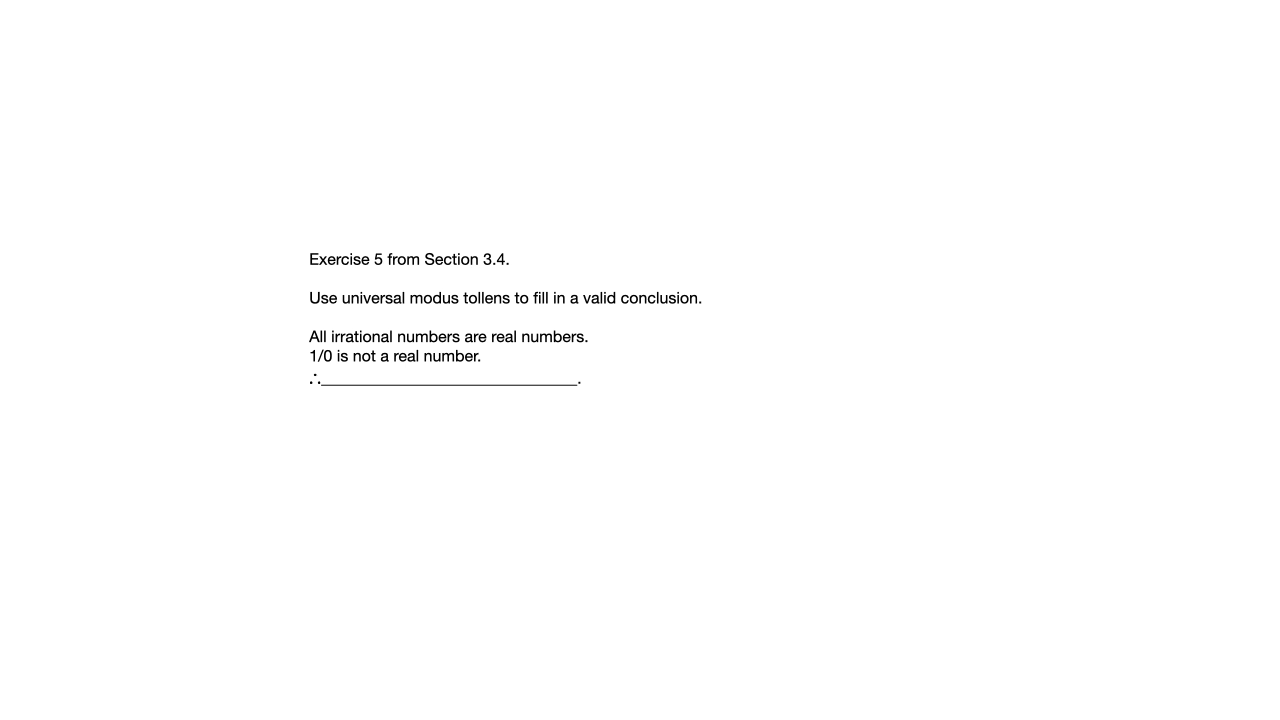 Exercise 5 from Section 3.4.
Use universal modus tollens to fill in a valid conclusion.
All irrational numbers are real numbers.
1/0 is not a real number.
∴______________________________.